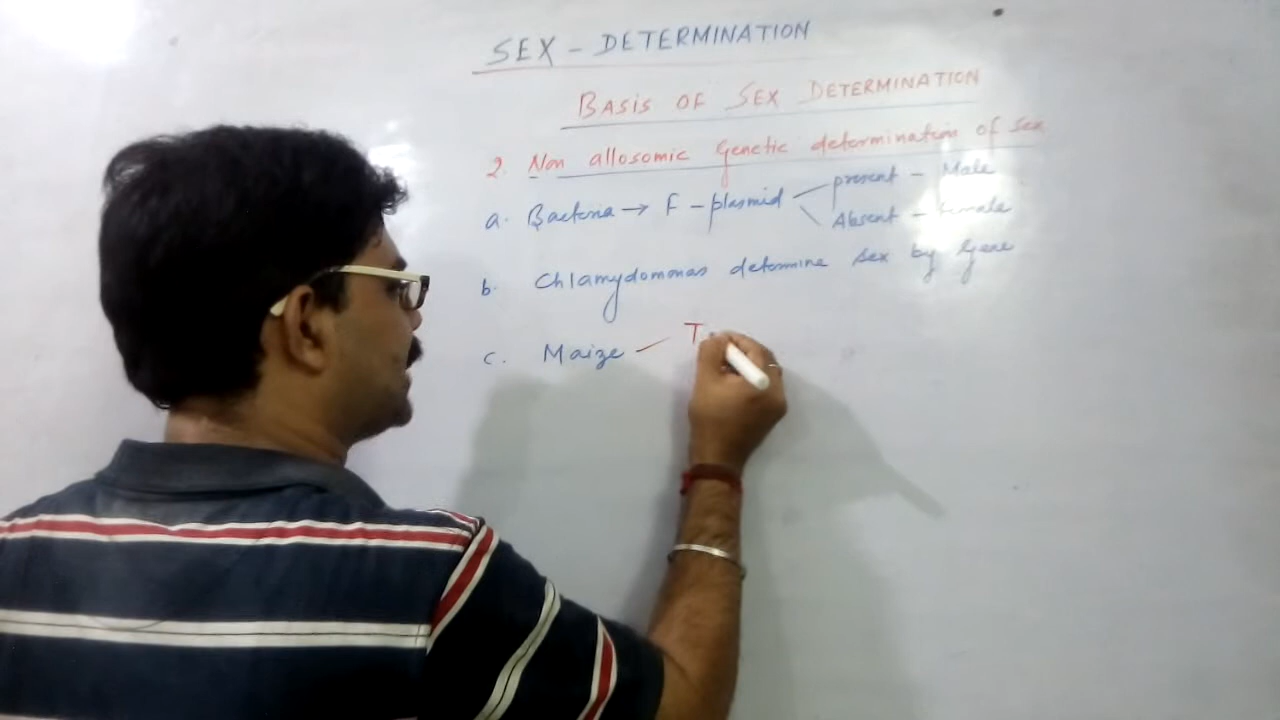 SEX - DETERMINATION
BASIS OF SEX DETERMINATION
2. Non allosomic Genetic determination of sex
a. Bacteria → F - plasmid
present - Male
Absent - female
b. Chlamydomonas determine sex by Gene
c. Maize — T